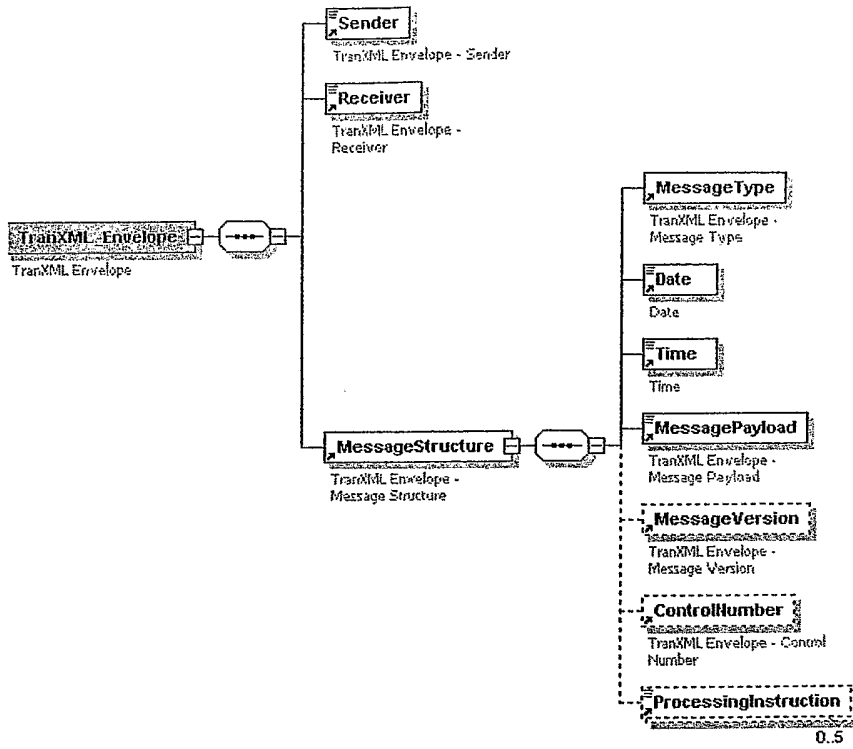 Sender
TranXML Envelope - Sender
Receiver
TranXML Envelope -
Receiver
TranXML_Envelope
TranXML Envelope
MessageStructure
TranXML Envelope -
Message Structure
MessageType
TranXML Envelope -
Message Type
Date
Date
Time
Time
MessagePayload
TranXML Envelope -
Message Payload
MessageVersion
TranXML Envelope -
Message Version
ControlNumber
TranXML Envelope - Control
Number
ProcessingInstruction
0..5